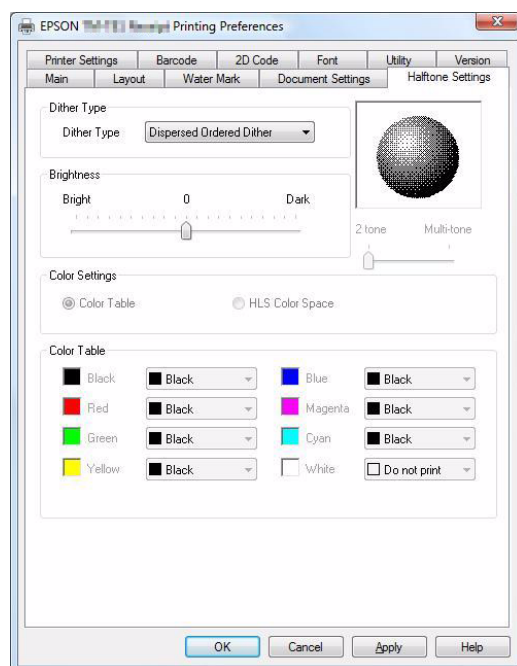 EPSON Receipt Printing Preferences
Printer Settings Barcode 2D Code Font Utility Version
Main Layout Water Mark Document Settings Halftone Settings
Dither Type
Dither Type Dispersed Ordered Dither
Brightness
Bright 0 Dark
2 tone Multi-tone
Color Settings
Color Table HLS Color Space
Color Table
Black Black Blue Black
Red Black Magenta Black
Green Black Cyan Black
Yellow Black White Do not print
OK Cancel Apply Help